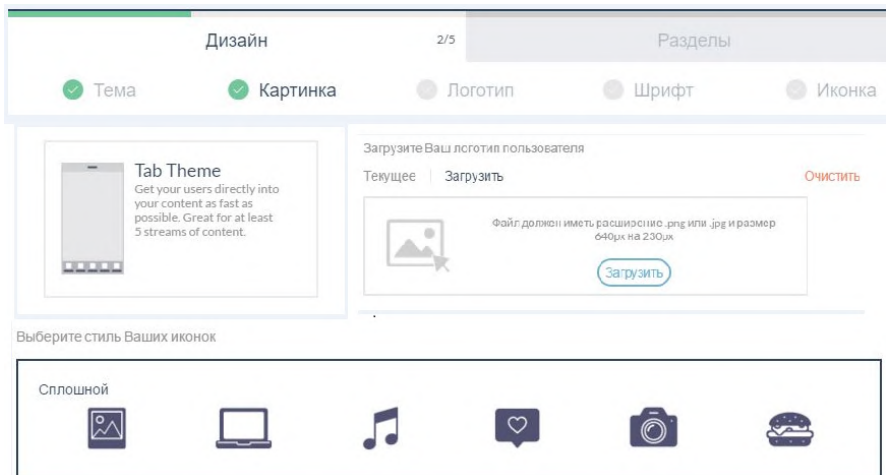 Дизайн 2/5 Разделы
Тема Картинка Логотип Шрифт Иконка
Tab Theme
Get your users directly into
your content as fast as
possible. Great for at least
5 streams of content.
Загрузите Ваш логотип пользователя
Текущее Загрузить Очистить
Файл должен иметь расширение .png или .jpg и размер
640px на 230px
Загрузить
Выберите стиль Ваших иконок
Сплошной